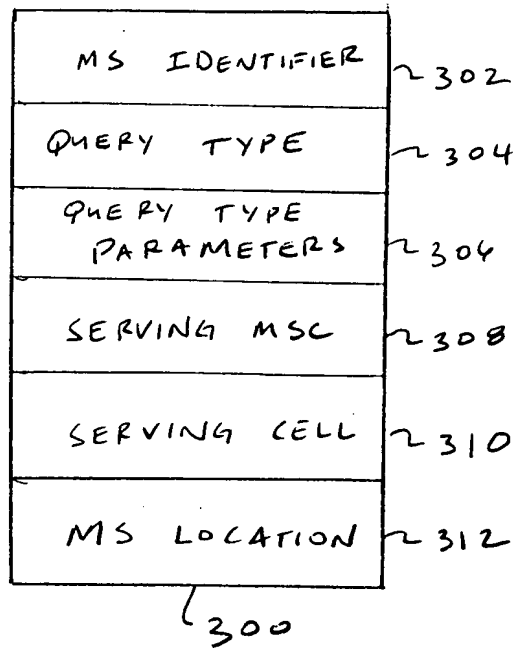 MS IDENTIFIER 302
QUERY TYPE 304
QUERY TYPE
PARAMETERS 306
SERVING MSC 308
SERVING CELL 310
MS LOCATION 312
300